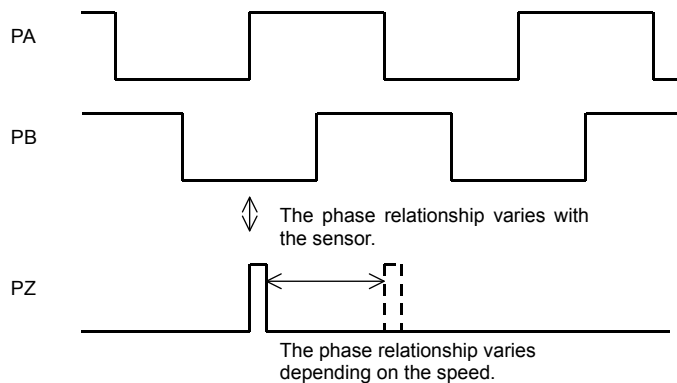 PA
PB
The phase relationship varies with
the sensor.
PZ
The phase relationship varies
depending on the speed.